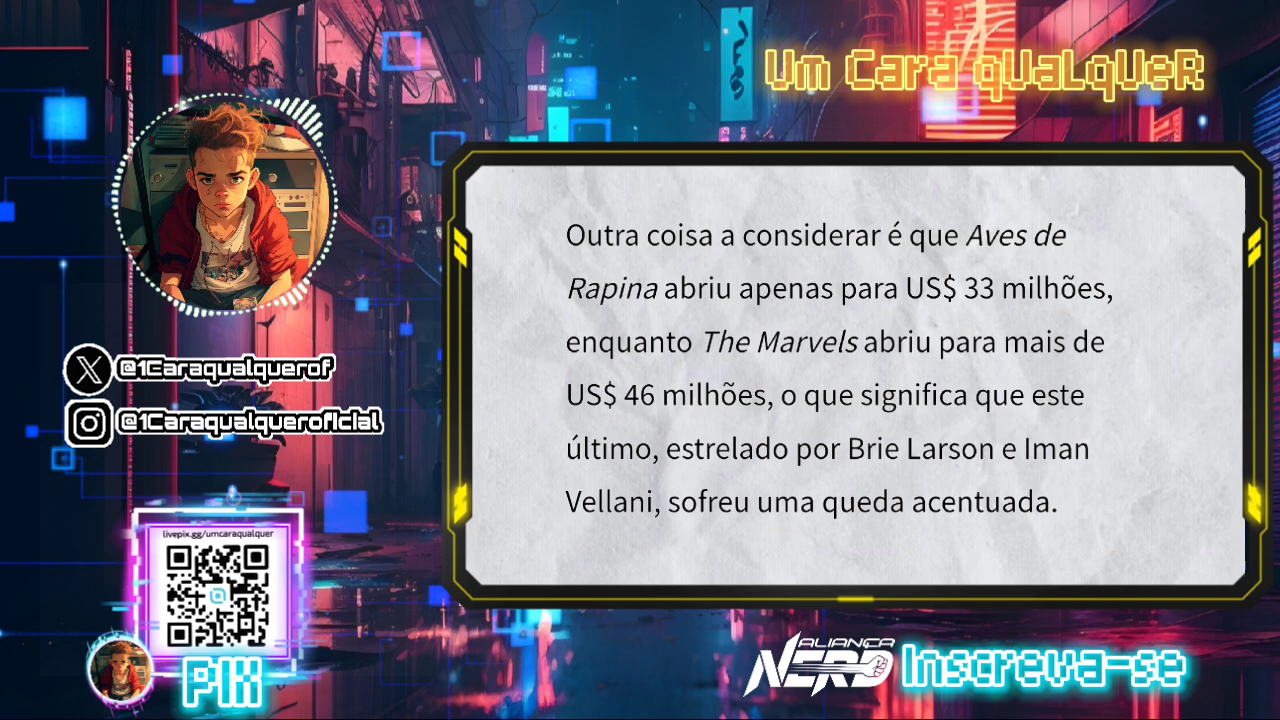 Um Cara qUaLqUeR
Outra coisa a considerar é que Aves de
Rapina abriu apenas para US$ 33 milhões,
enquanto The Marvels abriu para mais de
US$ 46 milhões, o que significa que este
último, estrelado por Brie Larson e Iman
Vellani, sofreu uma queda acentuada.
@1Caraqualquerof
@1Caraqualqueroficial
livepix.gg/umcaraqualquer
PIX
ALIANÇA
NERD
Inscreva-se